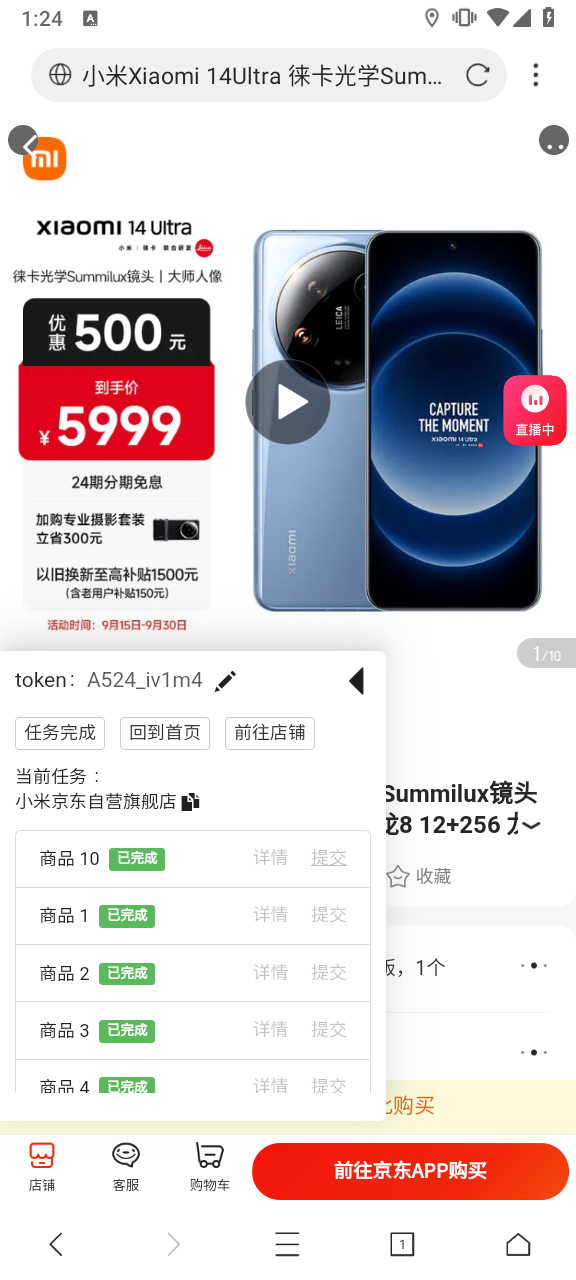 1:24
A
小米Xiaomi 14Ultra 徕卡光学Sum...
xiaomi 14 Ultra
小米 | 徕卡 联合研发
徕卡光学Summilux镜头 | 大师人像
优惠 500 元
到手价
¥ 5999
24期分期免息
加购专业摄影套装
立省300元
以旧换新至高补贴1500元
(含老用户补贴150元)
活动时间：9月15日-9月30日
LEICA
xiaomi
CAPTURE
THE MOMENT
xiaomi 14 Ultra
直播中
1/10
token： A524_iv1m4
任务完成 回到首页 前往店铺
当前任务：
小米京东自营旗舰店
商品 10 已完成 详情 提交
商品 1 已完成 详情 提交
商品 2 已完成 详情 提交
商品 3 已完成 详情 提交
商品 4 已完成 详情 提交
Summilux镜头
龙8 12+256
收藏
版，1个
比购买
店铺 客服 购物车 前往京东APP购买
1